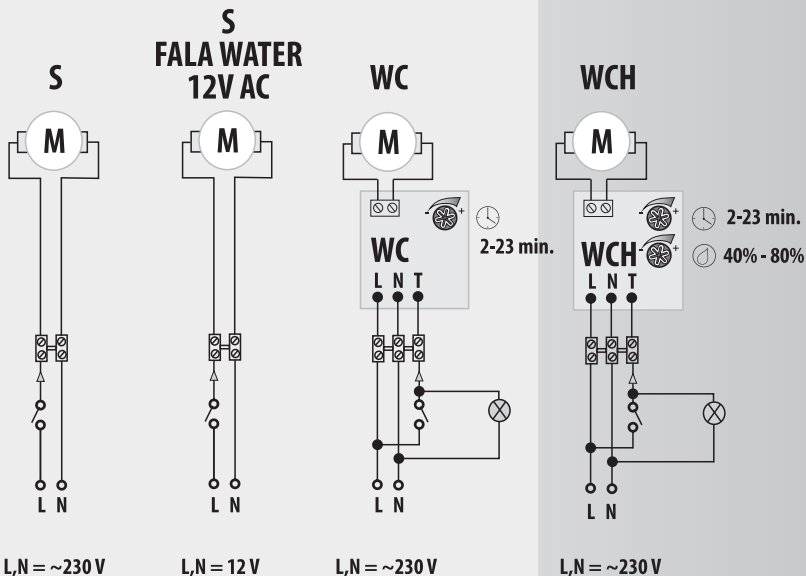 S
M
L N
L,N = ~230 V
S
FALA WATER
12V AC
M
L N
L,N = 12 V
WC
M
- +
2-23 min.
WC
L N T
L N
L,N = ~230 V
WCH
M
- +
2-23 min.
WCH
- +
40% - 80%
L N T
L N
L,N = ~230 V